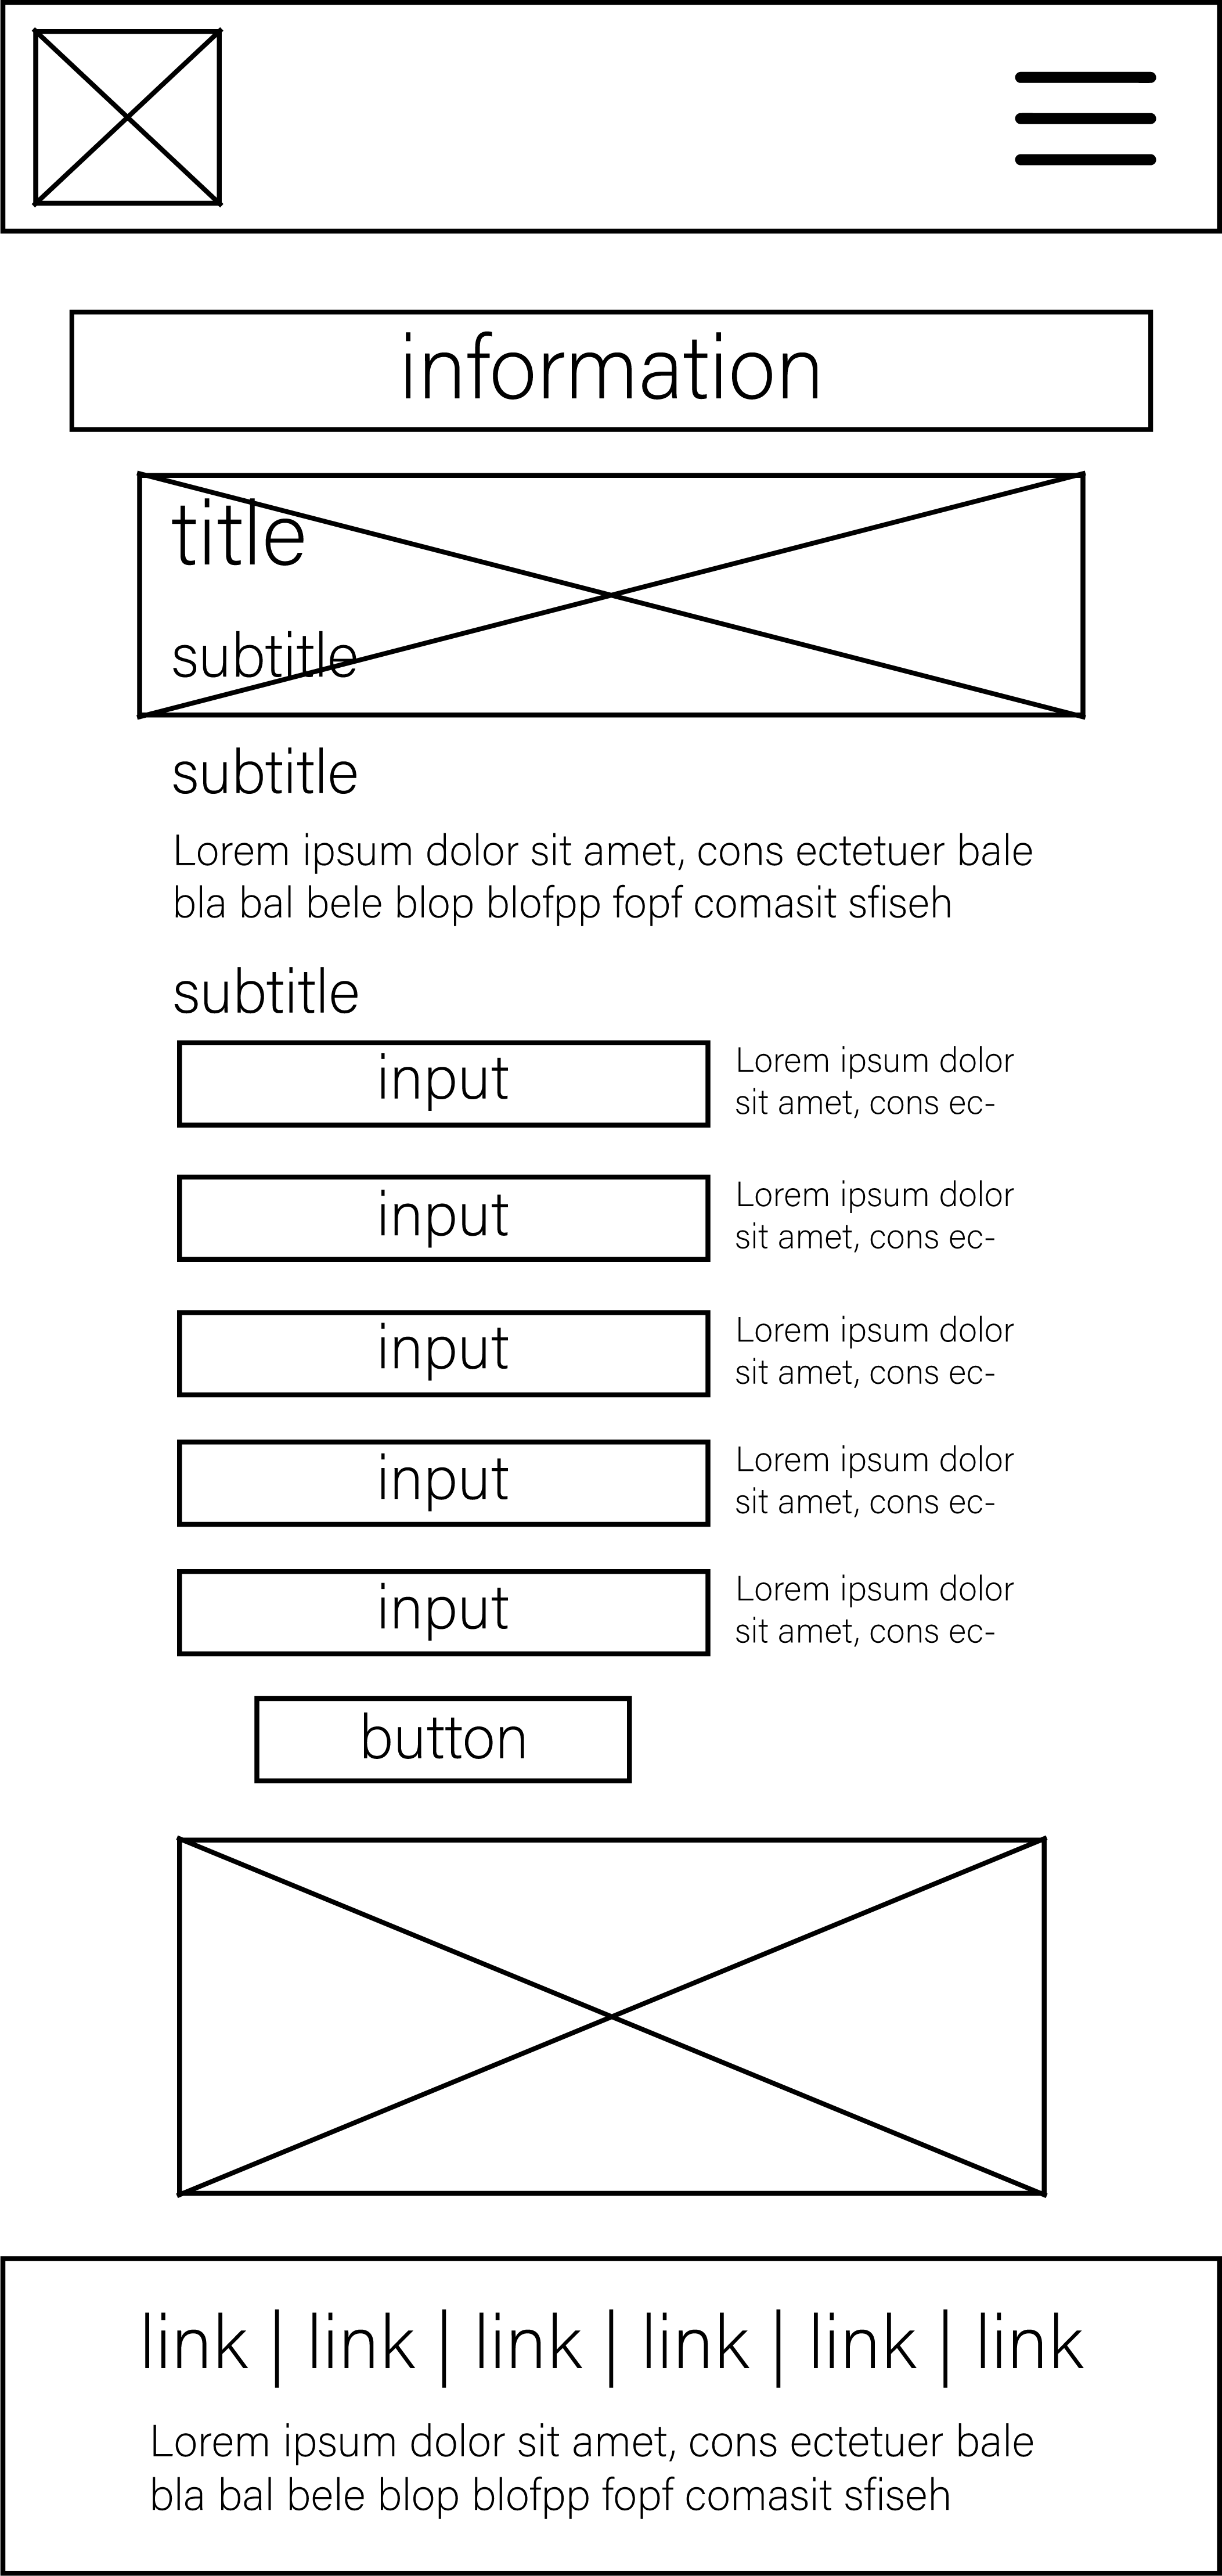 information
title
subtitle
subtitle
Lorem ipsum dolor sit amet, cons ectetuer bale
bla bal bele blop blofpp fopf comasit sfiseh
subtitle
input
Lorem ipsum dolor
sit amet, cons ec-
input
Lorem ipsum dolor
sit amet, cons ec-
input
Lorem ipsum dolor
sit amet, cons ec-
input
Lorem ipsum dolor
sit amet, cons ec-
input
Lorem ipsum dolor
sit amet, cons ec-
button
link | link | link | link | link | link
Lorem ipsum dolor sit amet, cons ectetuer bale
bla bal bele blop blofpp fopf comasit sfiseh